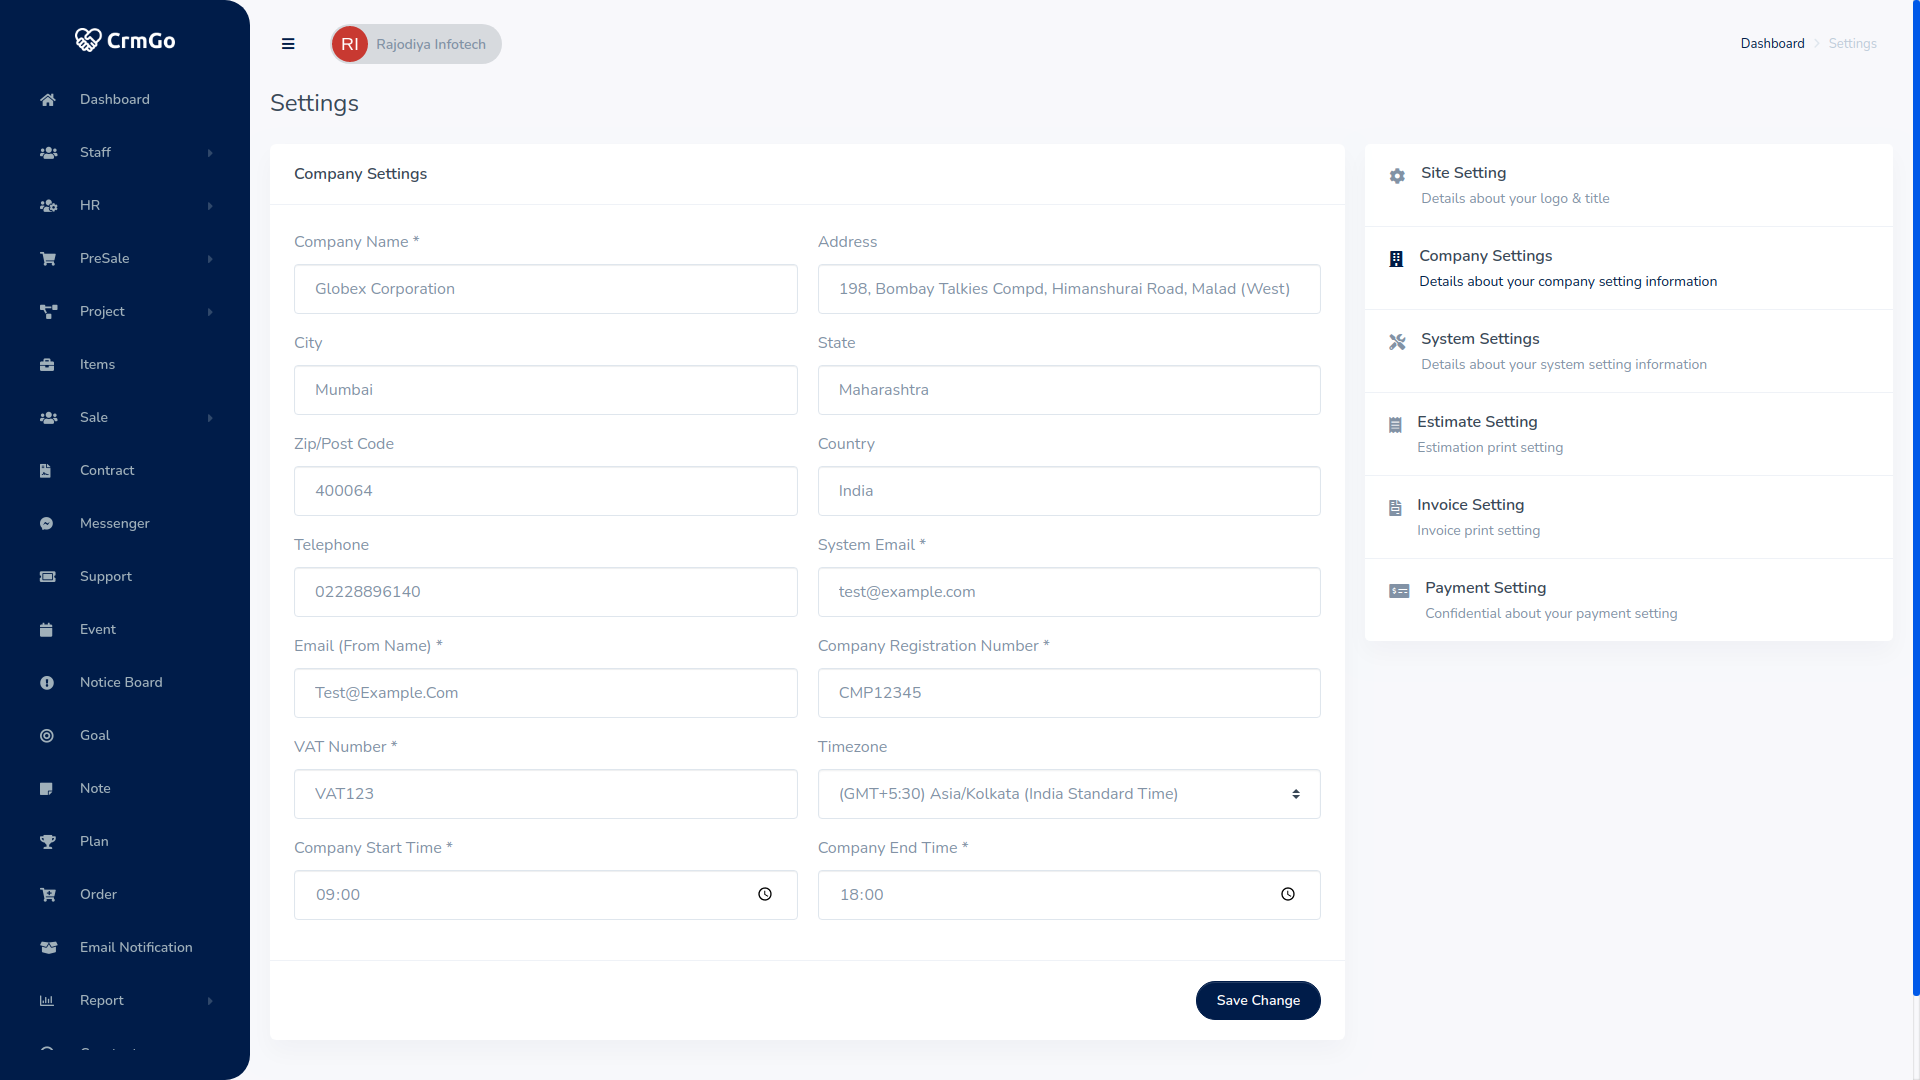 CrmGo
Dashboard
Staff
HR
PreSale
Project
Items
Sale
Contract
Messenger
Support
Event
Notice Board
Goal
Note
Plan
Order
Email Notification
Report
RI Rajodiya Infotech
Dashboard Settings
Settings
Company Settings
Company Name *
Globex Corporation
Address
198, Bombay Talkies Compd, Himanshurai Road, Malad (West)
City
Mumbai
State
Maharashtra
Zip/Post Code
400064
Country
India
Telephone
02228896140
System Email *
test@example.com
Email (From Name) *
Test@Example.Com
Company Registration Number *
CMP12345
VAT Number *
VAT123
Timezone
(GMT+5:30) Asia/Kolkata (India Standard Time)
Company Start Time *
09:00
Company End Time *
18:00
Save Change
Site Setting
Details about your logo & title
Company Settings
Details about your company setting information
System Settings
Details about your system setting information
Estimate Setting
Estimation print setting
Invoice Setting
Invoice print setting
Payment Setting
Confidential about your payment setting